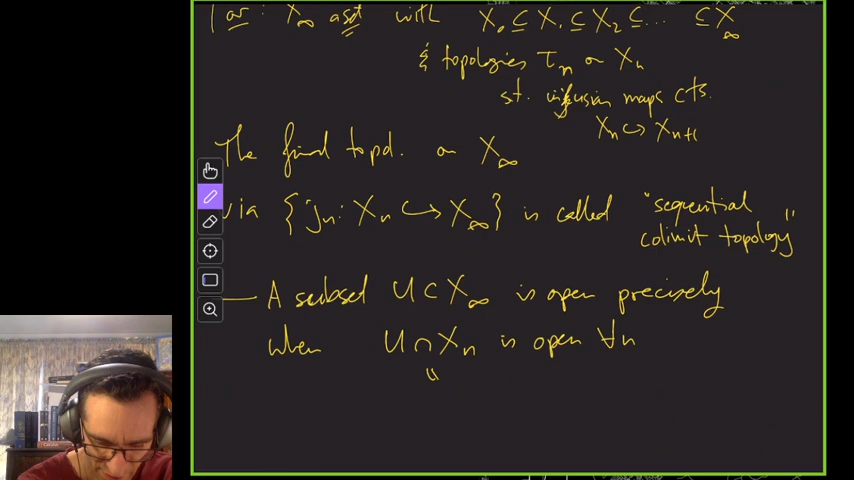 X∞ a set with X₀ ⊆ X₁ ⊆ X₂ ⊆ ... ⊆ X∞
& topologies τₙ on Xₙ
st. inclusion maps cts.
Xₙ ↪ Xₙ₊₁
The final topol. on X∞
via {jₙ: Xₙ ↪ X∞} is called "sequential
colimit topology"
— A subset U ⊂ X∞ is open precisely
when U ∩ Xₙ is open ∀n
"